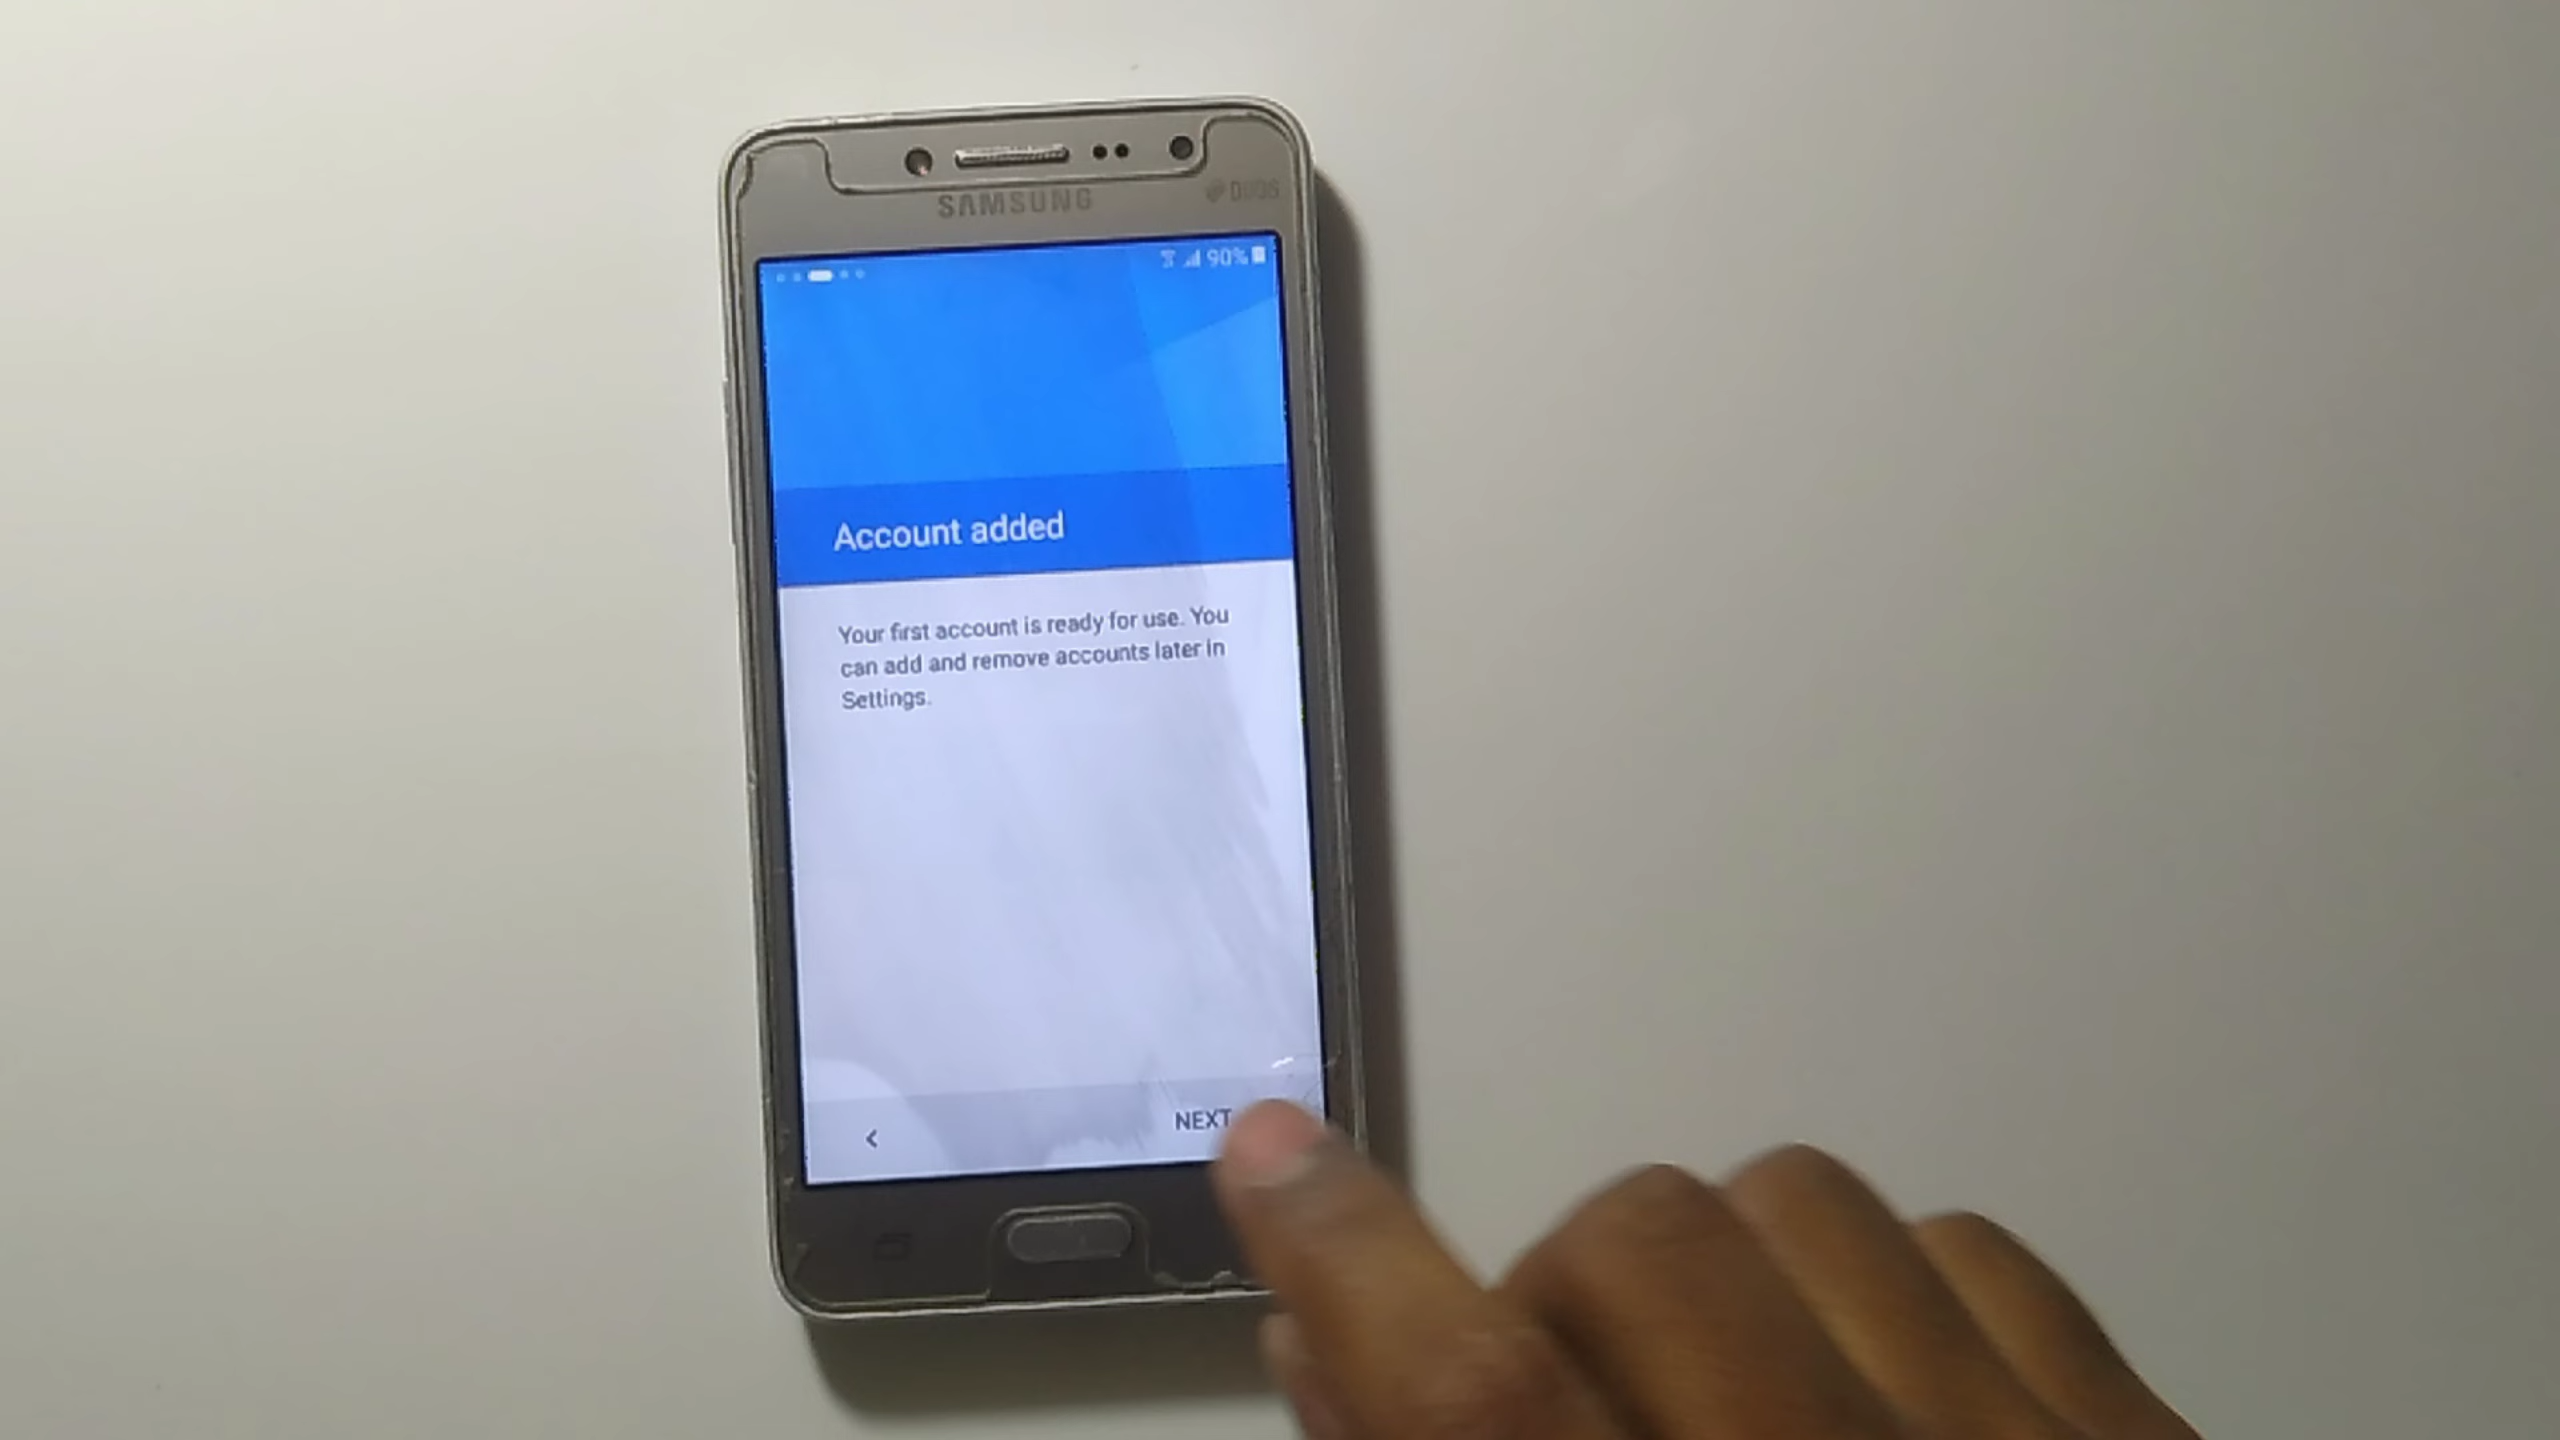 SAMSUNG
DUOS
90%
Account added
Your first account is ready for use. You
can add and remove accounts later in
Settings.
NEXT